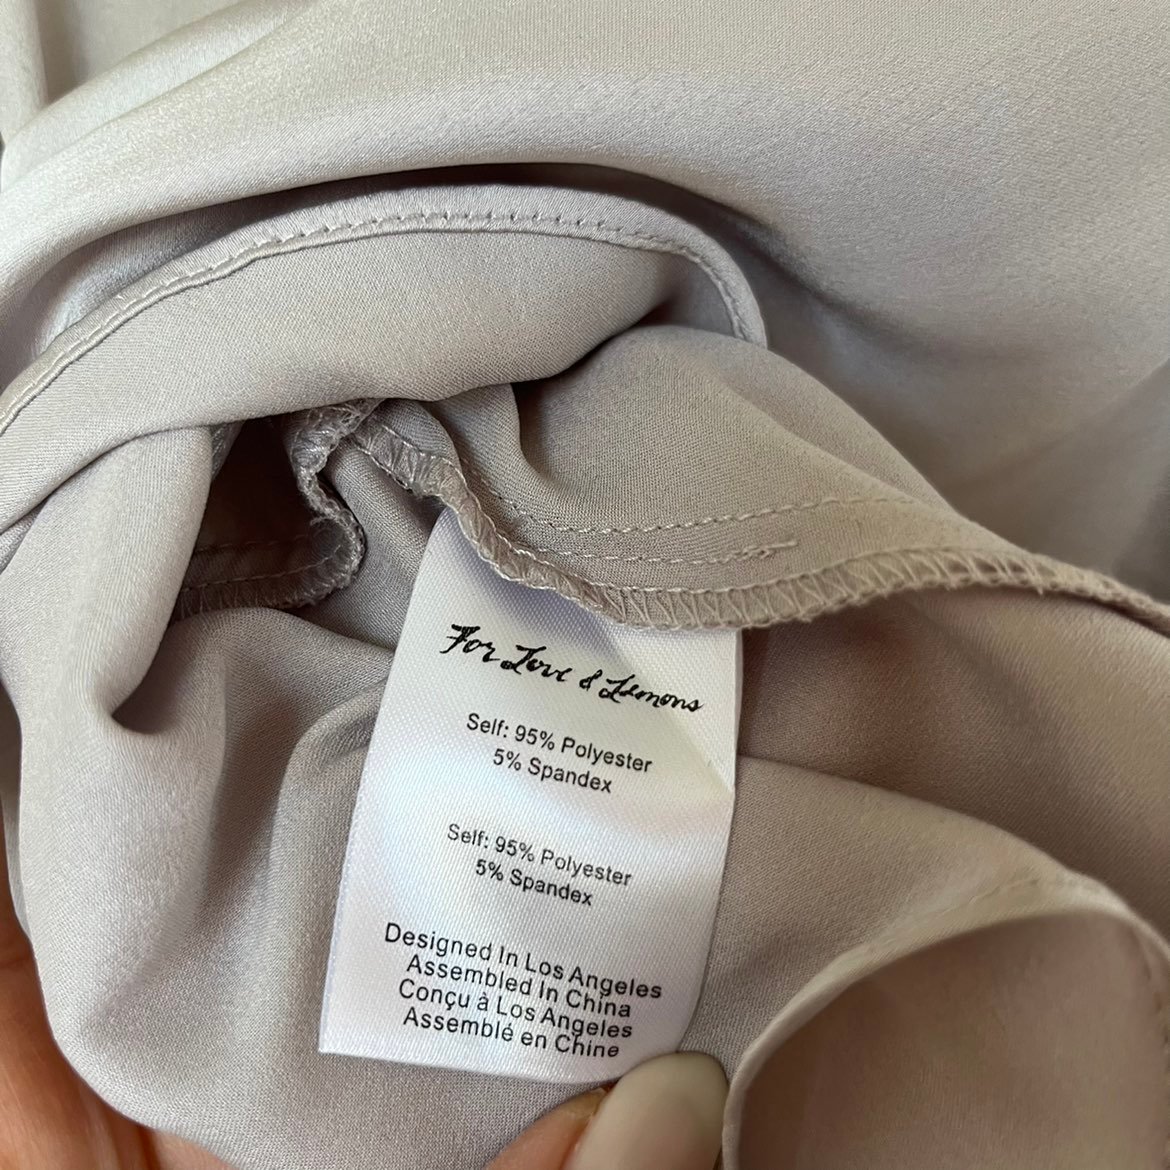 For Love & Lemons
Self: 95% Polyester
5% Spandex
Self: 95% Polyester
5% Spandex
Designed In Los Angeles
Assembled In China
Conçu à Los Angeles
Assemblé en Chine